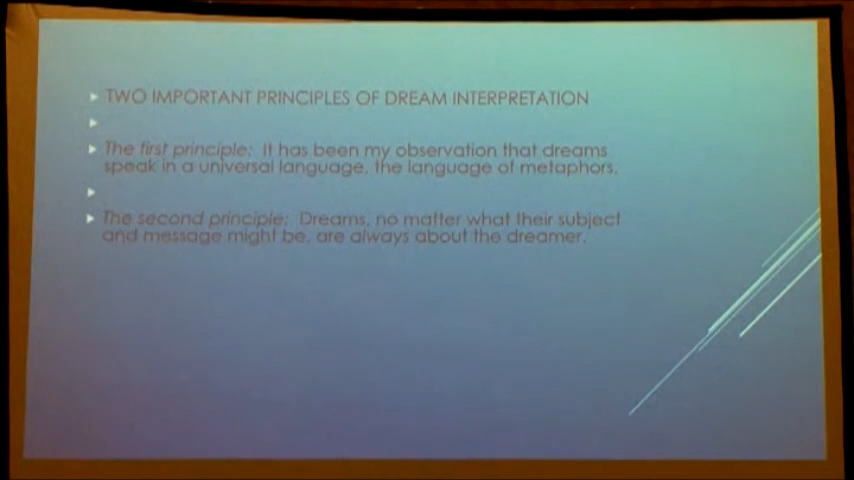 TWO IMPORTANT PRINCIPLES OF DREAM INTERPRETATION
The first principle: It has been my observation that dreams
speak in a universal language, the language of metaphors.
The second principle: Dreams, no matter what their subject
and message might be, are always about the dreamer.